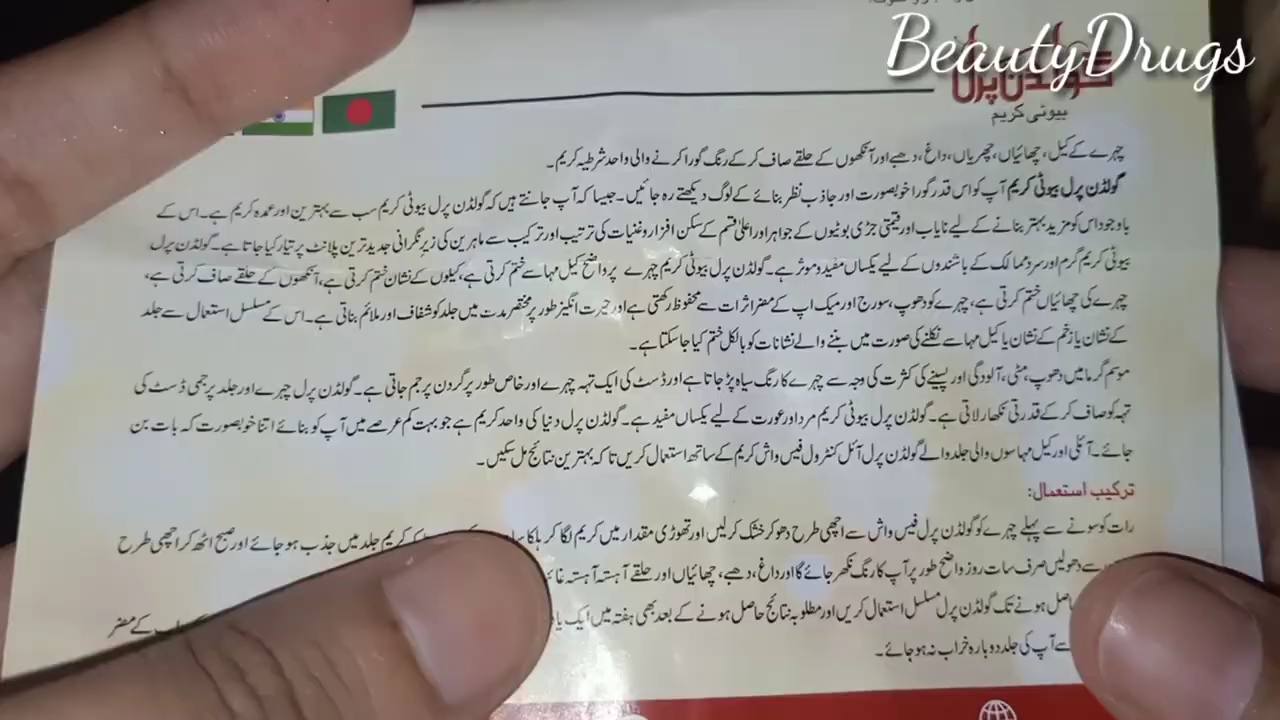 BeautyDrugs
گولڈن پرل
بیوٹی کریم
چہرے کے کیل، چھائیاں، جھریاں، داغ، دھبے اور آنکھوں کے حلقے صاف کر کے رنگ گورا کرنے والی واحد شرطیہ کریم۔
گولڈن پرل بیوٹی کریم آپ کو اس قدر گورا خوبصورت اور جاذب نظر بنائے کے لوگ دیکھتے رہ جائیں۔ جیسا کہ آپ جانتے ہیں کہ گولڈن پرل بیوٹی کریم سب سے بہترین اور عمدہ کریم ہے۔ اس کے
باوجود اس کو مزید بہتر بنانے کے لیے نایاب اور قیمتی جڑی بوٹیوں کے جواہر اور اعلیٰ قسم کے سکن افزا روغنیات کی ترتیب اور ترکیب سے ماہرین کی زیرِ نگرانی جدید ترین پلانٹ پر تیار کیا جاتا ہے۔ گولڈن پرل
بیوٹی کریم گرم اور سرد ممالک کے باشندوں کے لیے یکساں مفید و موثر ہے۔ گولڈن پرل بیوٹی کریم چہرے پر واضح کیل مہاسے ختم کرتی ہے، کیلوں کے نشان ختم کرتی ہے، آنکھوں کے حلقے صاف کرتی ہے،
چہرے کی چھائیاں ختم کرتی ہے، چہرے کو دھوپ، سورج اور میک اپ کے مضر اثرات سے محفوظ رکھتی ہے اور حیرت انگیز طور پر مختصر مدت میں جلد کو شفاف اور ملائم بناتی ہے۔ اس کے مسلسل استعمال سے جلد
کے نشان یا زخم کے نشان یا کیل مہاسے نکلنے کی صورت میں بننے والے نشانات کو بالکل ختم کیا جا سکتا ہے۔
موسم گرما میں دھوپ، مٹی، آلودگی اور پسینے کی کثرت کی وجہ سے چہرے کا رنگ سیاہ پڑ جاتا ہے اور ڈسٹ کی ایک تہہ چہرے اور خاص طور پر گردن پر جم جاتی ہے۔ گولڈن پرل چہرے اور جلد پر جمی ڈسٹ کی
تہہ کو صاف کر کے قدرتی نکھار لاتی ہے۔ گولڈن پرل بیوٹی کریم مرد اور عورت کے لیے یکساں مفید ہے۔ گولڈن پرل دنیا کی واحد کریم ہے جو بہت کم عرصے میں آپ کو بنائے اتنا خوبصورت کہ بات بن
جائے۔ آئلی اور کیل مہاسوں والی جلد والے گولڈن پرل آئل کنٹرول فیس واش کریم کے ساتھ استعمال کریں تا کہ بہترین نتائج مل سکیں۔
ترکیب استعمال:
رات کو سونے سے پہلے چہرے کو گولڈن پرل فیس واش سے اچھی طرح دھو کر خشک کر لیں اور تھوڑی مقدار میں کریم لگا کر ہلکا کریم جلد میں جذب ہو جائے اور صبح اٹھ کر اچھی طرح
سے دھو لیں صرف سات روز واضح طور پر آپ کا رنگ نکھر جائے گا اور داغ، دھبے، چھائیاں اور حلقے آہستہ آہستہ
ہونے تک گولڈن پرل مسلسل استعمال کریں اور مطلوبہ نتائج حاصل ہونے کے بعد بھی ہفتہ میں ایک یا کے مضر
سے آپ کی جلد دوبارہ خراب نہ ہو جائے۔